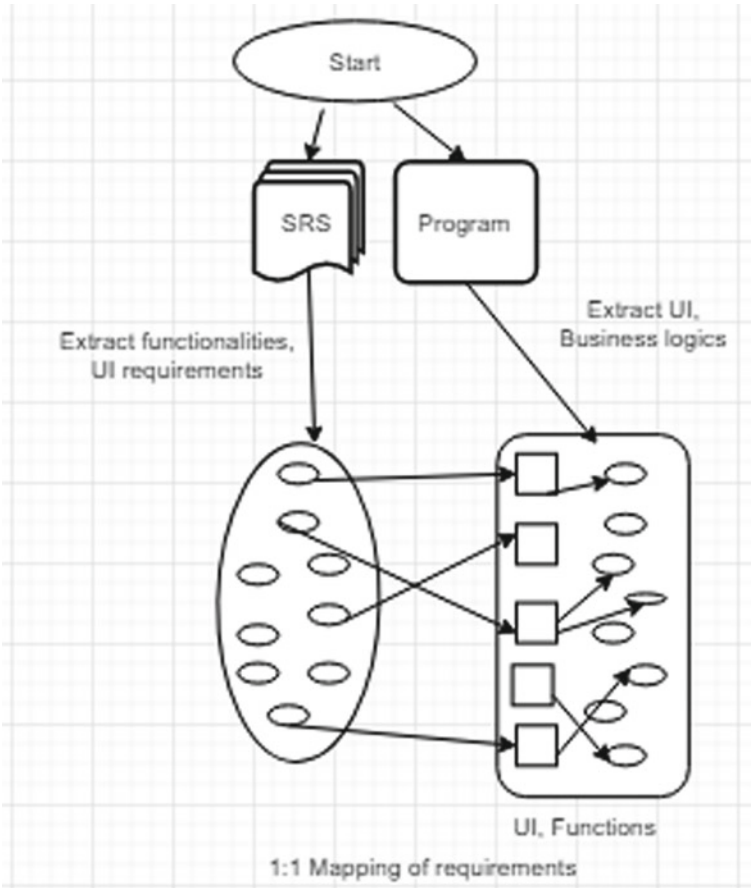 Start
SRS
Program
Extract UI,
Business logics
Extract functionalities,
UI requirements
UI, Functions
1:1 Mapping of requirements